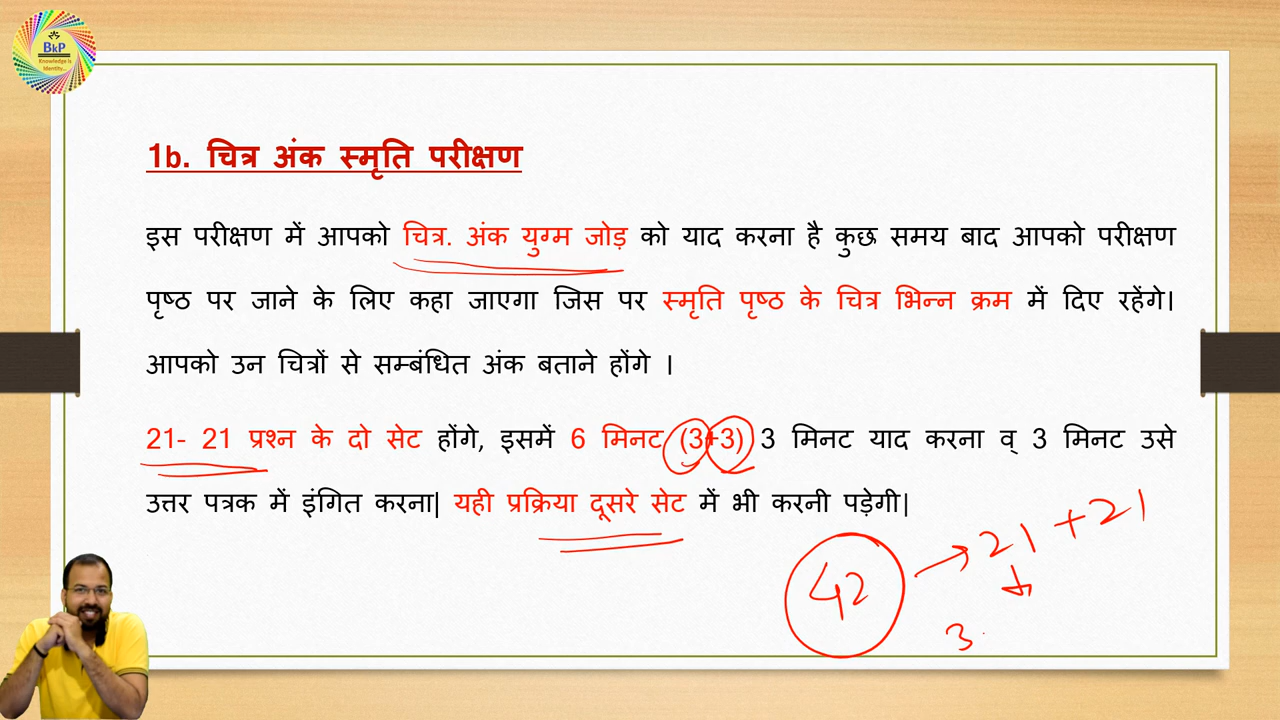 BkP
Knowledge is
Identity...
1b. चित्र अंक स्मृति परीक्षण
इस परीक्षण में आपको चित्र. अंक युग्म जोड़ को याद करना है कुछ समय बाद आपको परीक्षण
पृष्ठ पर जाने के लिए कहा जाएगा जिस पर स्मृति पृष्ठ के चित्र भिन्न क्रम में दिए रहेंगे।
आपको उन चित्रों से सम्बंधित अंक बताने होंगे ।
21- 21 प्रश्न के दो सेट होंगे, इसमें 6 मिनट (3+3) 3 मिनट याद करना व् 3 मिनट उसे
उत्तर पत्रक में इंगित करना| यही प्रक्रिया दूसरे सेट में भी करनी पड़ेगी|
42 → 21 + 21
3